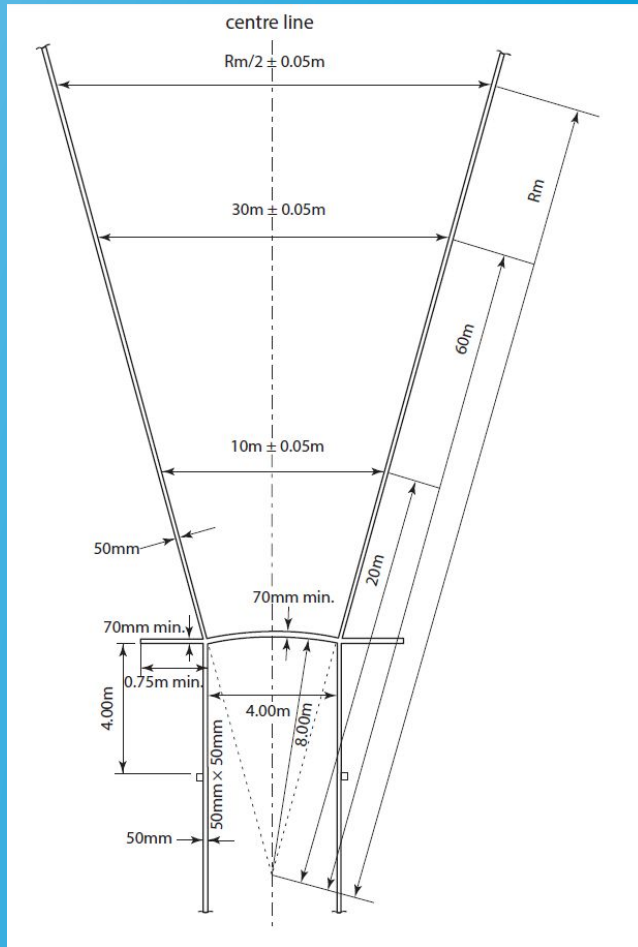 centre line
Rm/2 ± 0.05m
Rm
30m ± 0.05m
60m
10m ± 0.05m
50mm
20m
70mm min.
70mm min.
0.75m min.
4.00m
4.00m
8.00m
50mm × 50mm
50mm